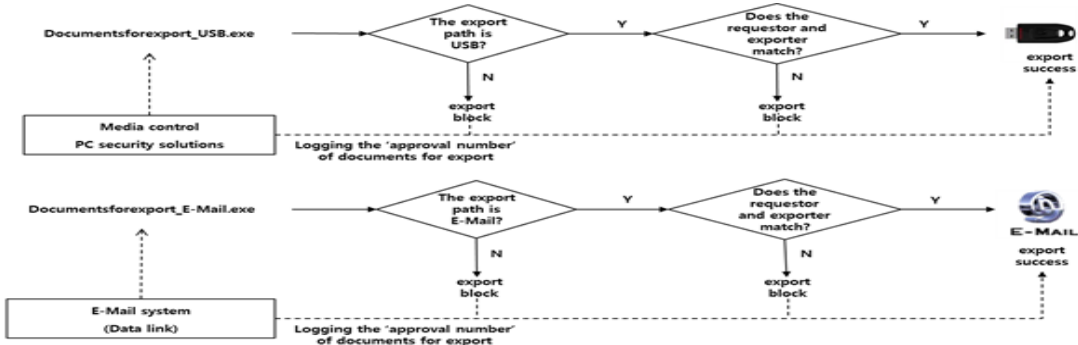 Documentsforexport_USB.exe
The export
path is
USB?
Y
Does the
requestor and
exporter
match?
Y
export
success
N
export
block
N
export
block
Media control
PC security solutions
Logging the 'approval number'
of documents for export
Documentsforexport_E-Mail.exe
The export
path is
E-Mail?
Y
Does the
requestor
and exporter
match?
Y
E-MAIL
export
success
N
export
block
N
export
block
E-Mail system
(Data link)
Logging the 'approval number'
of documents for export